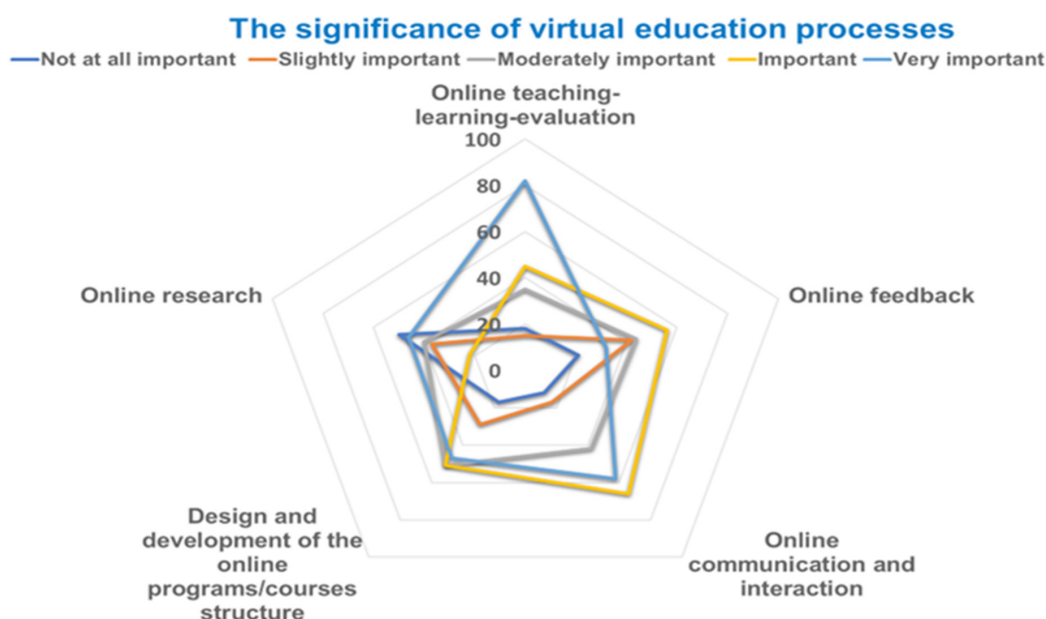 The significance of virtual education processes
Not at all important Slightly important Moderately important Important Very important
Online teaching-
learning-evaluation
100
80
60
40
20
0
Online research
Online feedback
Design and
development of the
online
programs/courses
structure
Online
communication and
interaction